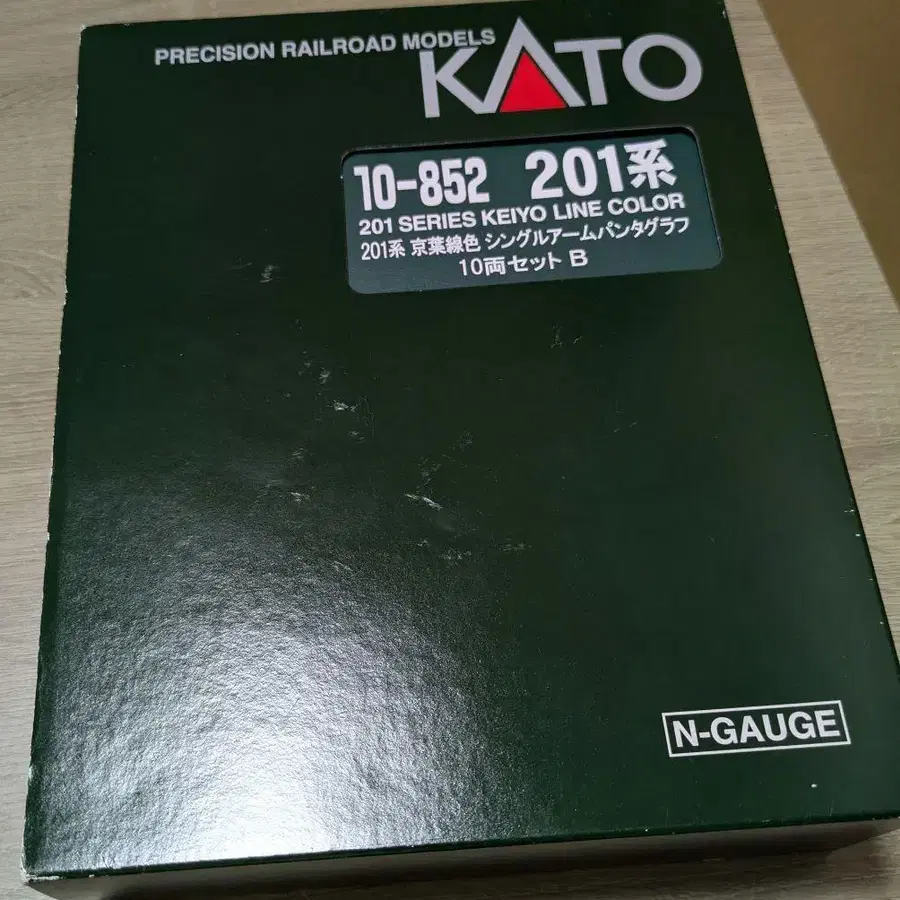 PRECISION RAILROAD MODELS
KATO
10-852 201系
201 SERIES KEIYO LINE COLOR
201系 京葉線色 シングルアームパンタグラフ
10両セット B
N-GAUGE